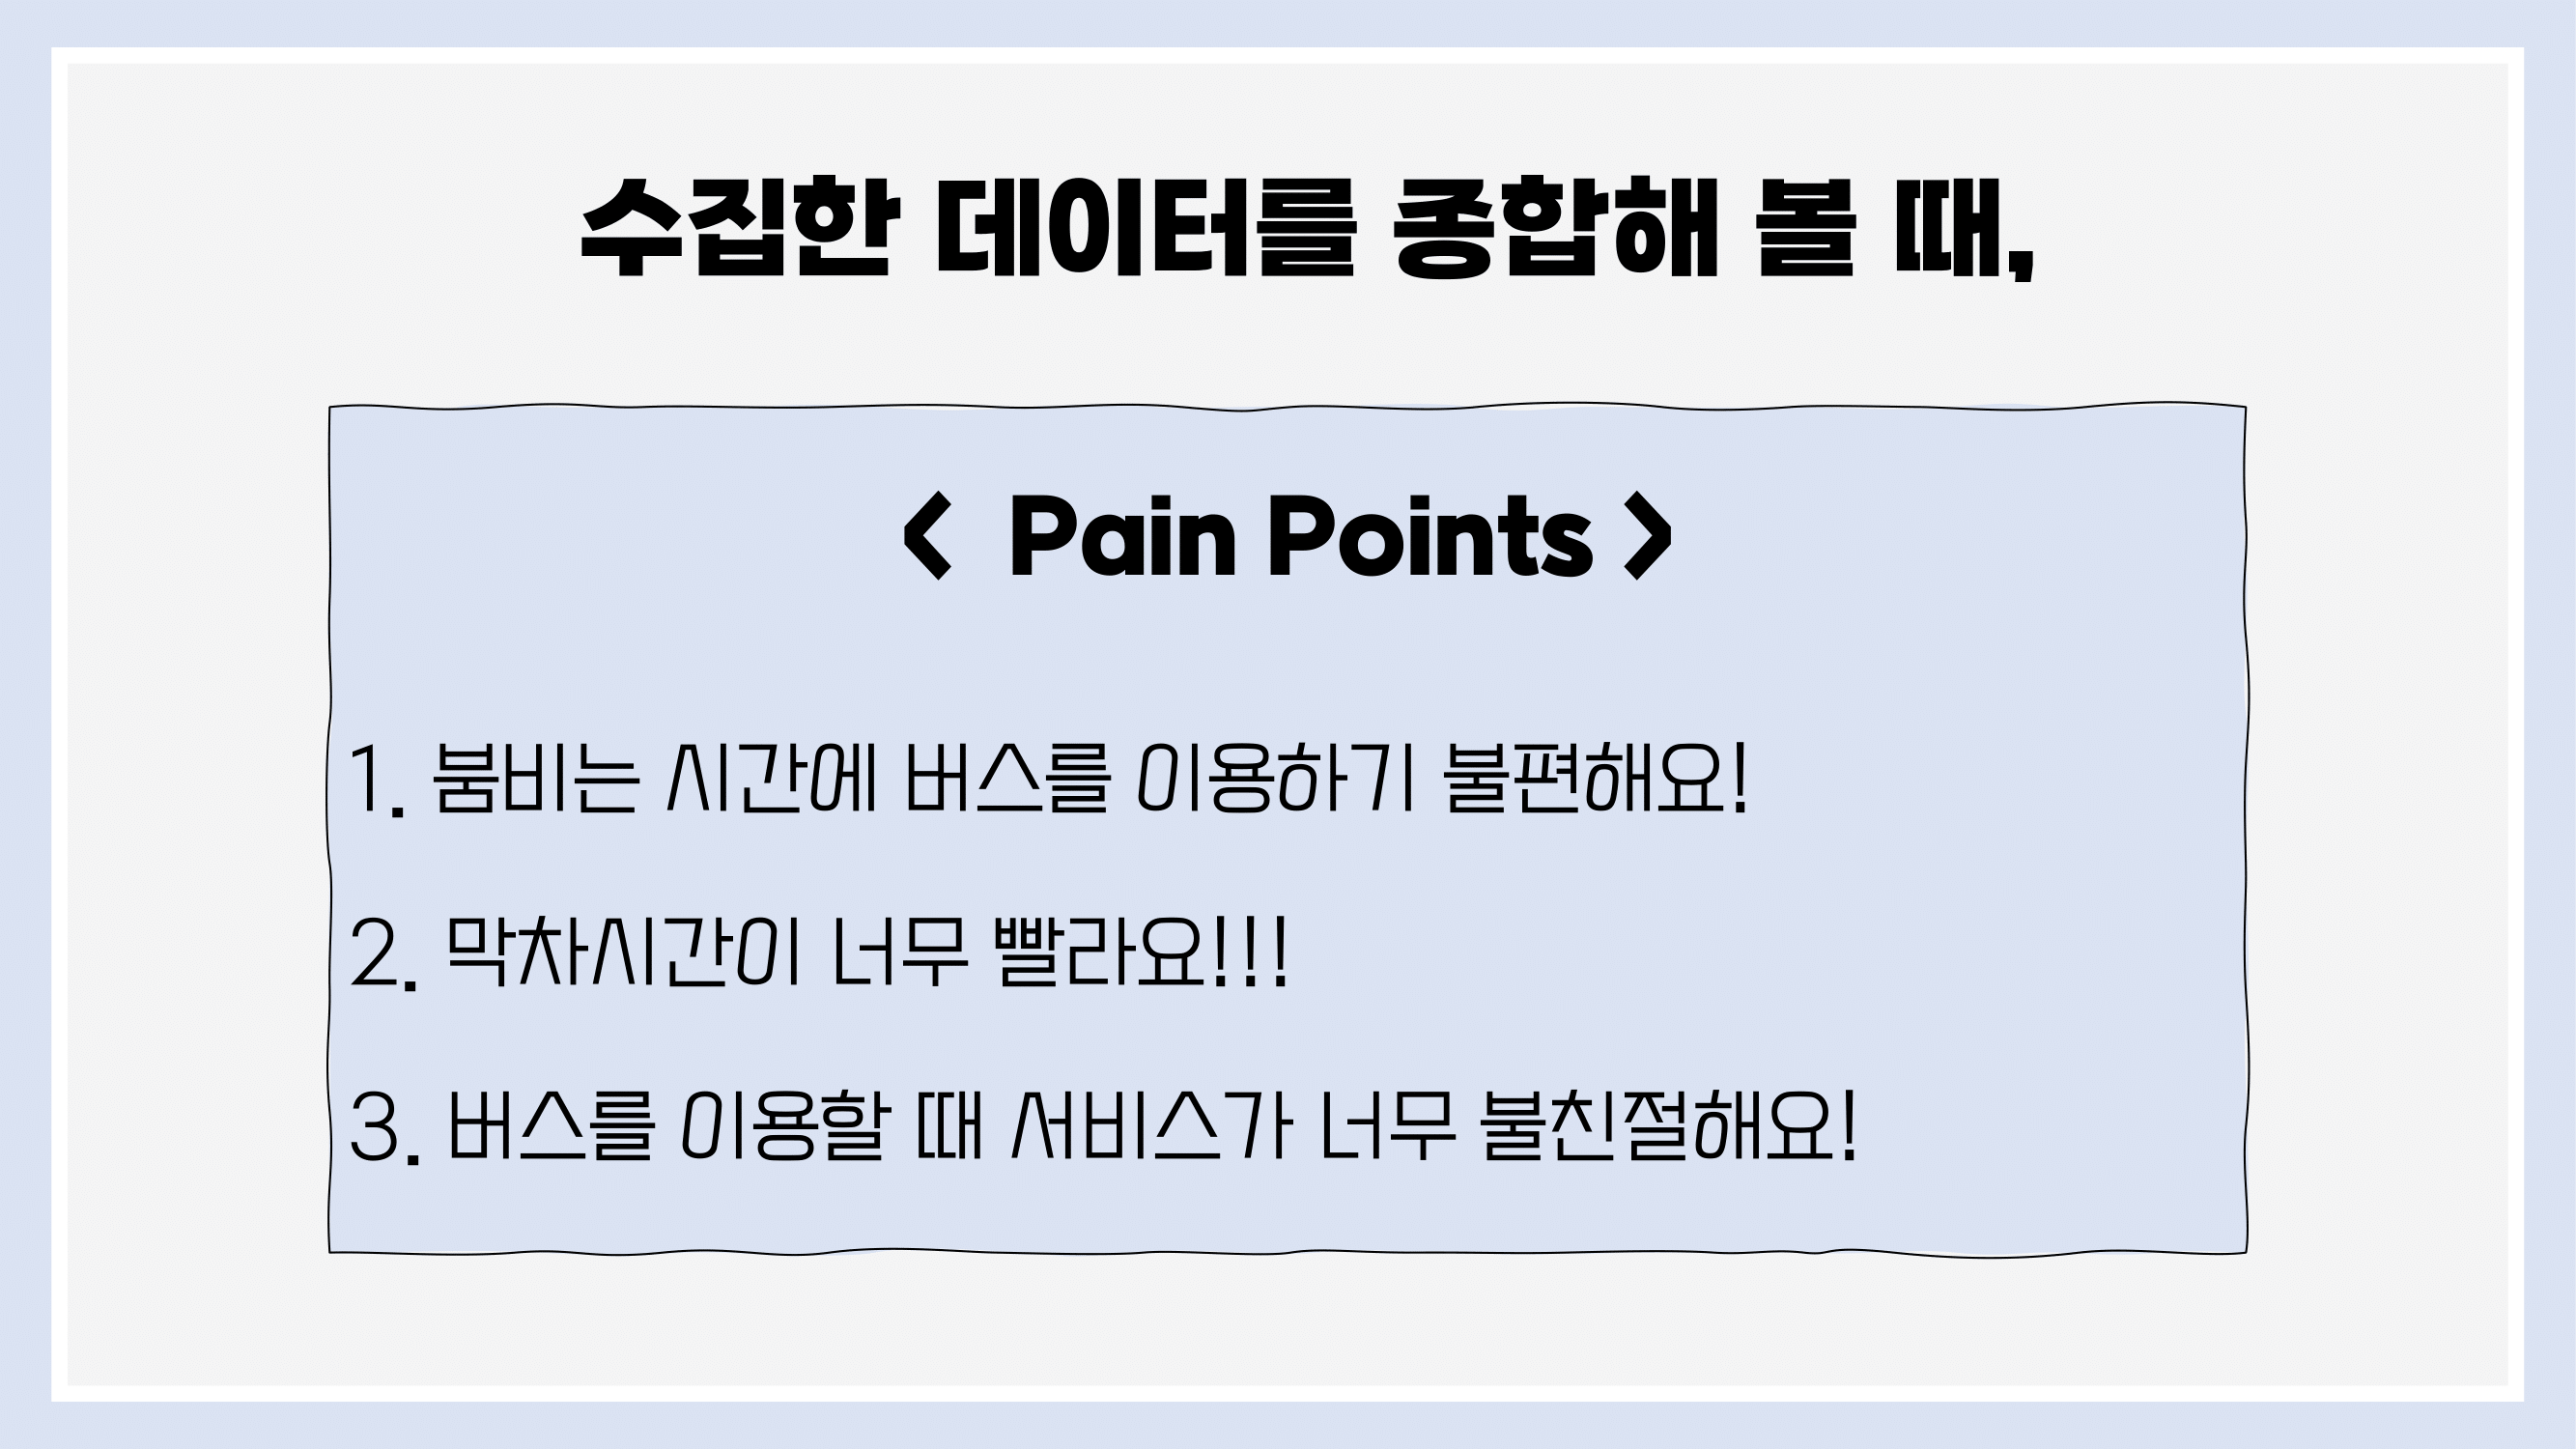 수집한 데이터를 종합해 볼 때,
< Pain Points >
1. 붐비는 시간에 버스를 이용하기 불편해요!
2. 막차시간이 너무 빨라요!!!
3. 버스를 이용할 때 서비스가 너무 불친절해요!